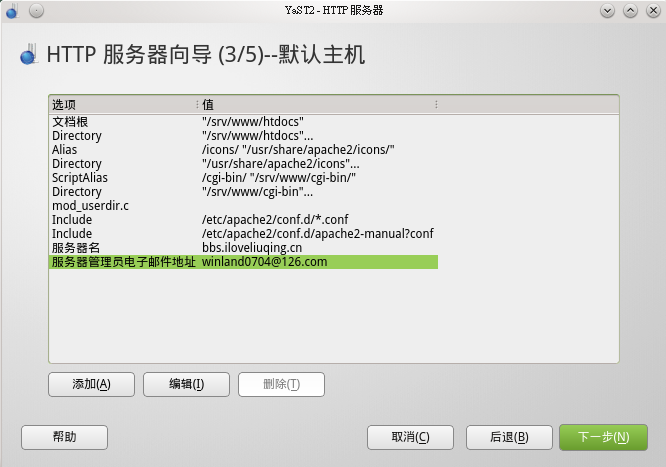 YaST2 - HTTP 服务器
HTTP 服务器向导 (3/5)--默认主机
选项 值
文档根 "/srv/www/htdocs"
Directory "/srv/www/htdocs"...
Alias /icons/ "/usr/share/apache2/icons/"
Directory "/usr/share/apache2/icons"...
ScriptAlias /cgi-bin/ "/srv/www/cgi-bin/"
Directory "/srv/www/cgi-bin"...
mod_userdir.c
Include /etc/apache2/conf.d/*.conf
Include /etc/apache2/conf.d/apache2-manual?conf
服务器名 bbs.iloveliuqing.cn
服务器管理员电子邮件地址 winland0704@126.com
添加(A) 编辑(I) 删除(T)
帮助 取消(C) 后退(B) 下一步(N)